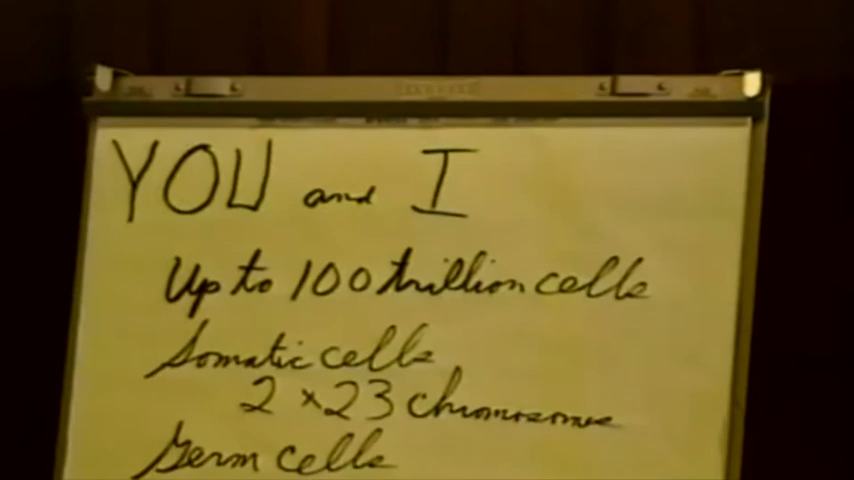 YOU and I
Up to 100 trillion cells
Somatic cells
2 × 23 chromosomes
Germ cells